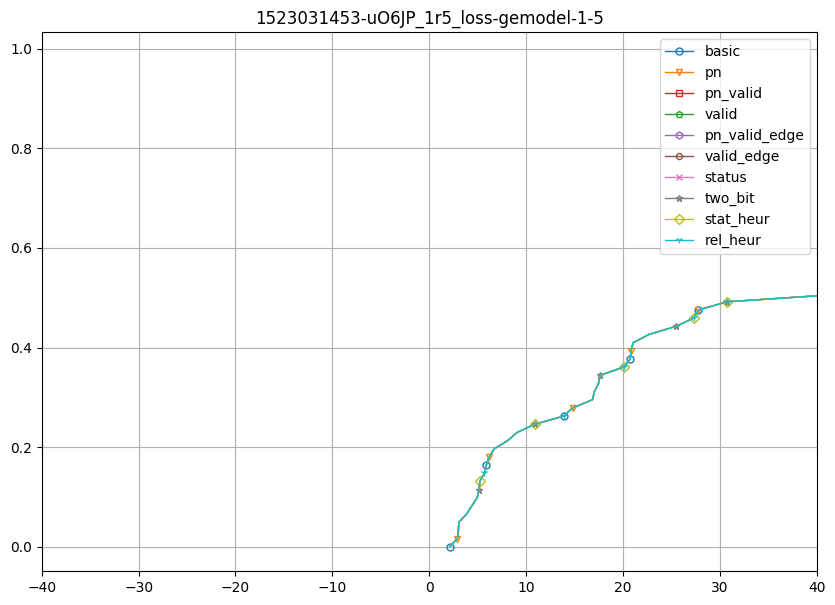 1523031453-uO6JP_1r5_loss-gemodel-1-5
1.0
0.8
0.6
0.4
0.2
0.0
basic
pn
pn_valid
valid
pn_valid_edge
valid_edge
status
two_bit
stat_heur
rel_heur
−40 −30 −20 −10 0 10 20 30 40